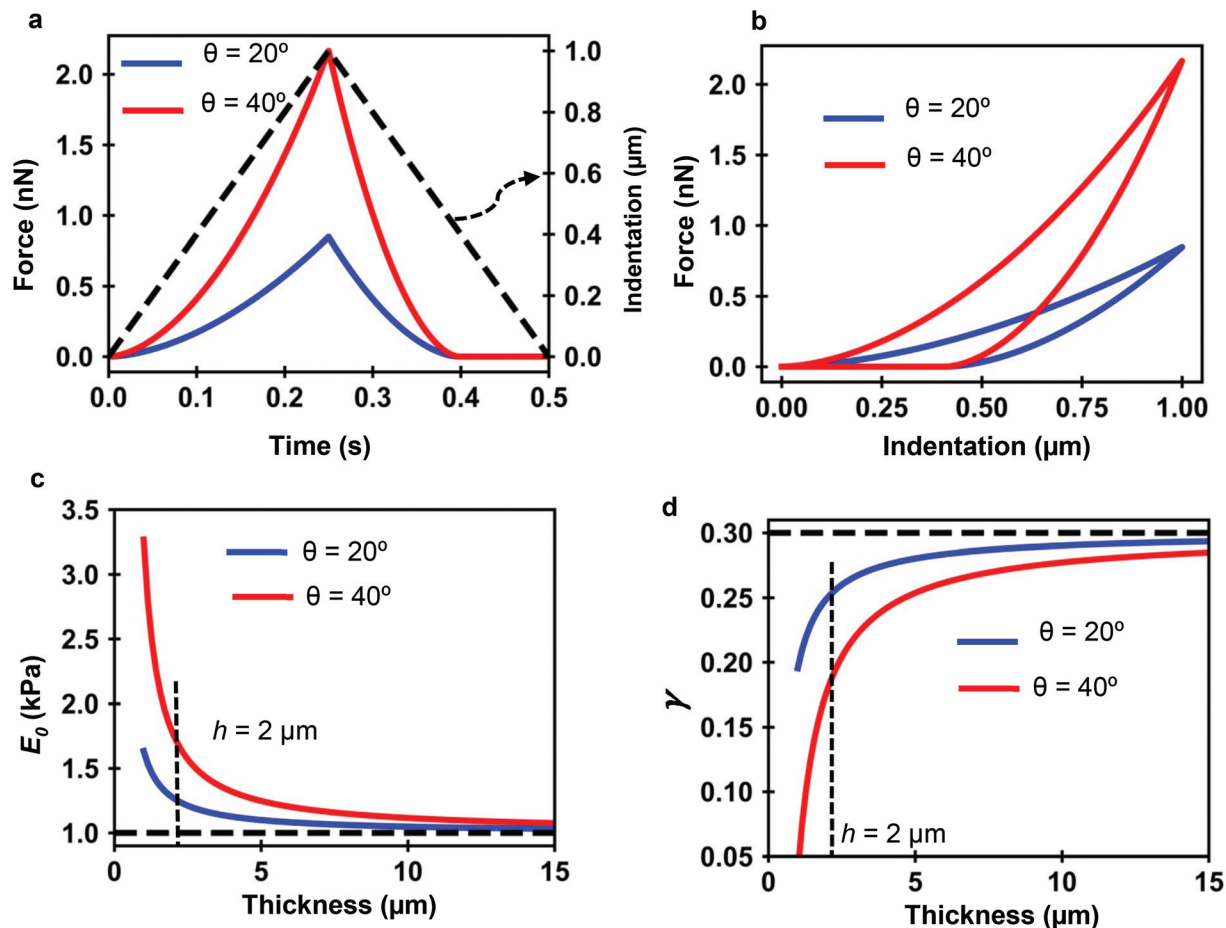 a
θ = 20º
θ = 40º
Force (nN)
2.0
1.5
1.0
0.5
0.0
0.0 0.1 0.2 0.3 0.4 0.5
Time (s)
1.0
0.8
0.6
0.4
0.2
0.0
Indentation (µm)
b
θ = 20º
θ = 40º
Force (nN)
2.0
1.5
1.0
0.5
0.0
0.00 0.25 0.50 0.75 1.00
Indentation (µm)
c
θ = 20º
θ = 40º
h = 2 µm
E0 (kPa)
3.5
3.0
2.5
2.0
1.5
1.0
0 5 10 15
Thickness (µm)
d
θ = 20º
θ = 40º
h = 2 µm
γ
0.30
0.25
0.20
0.15
0.10
0.05
0 5 10 15
Thickness (µm)